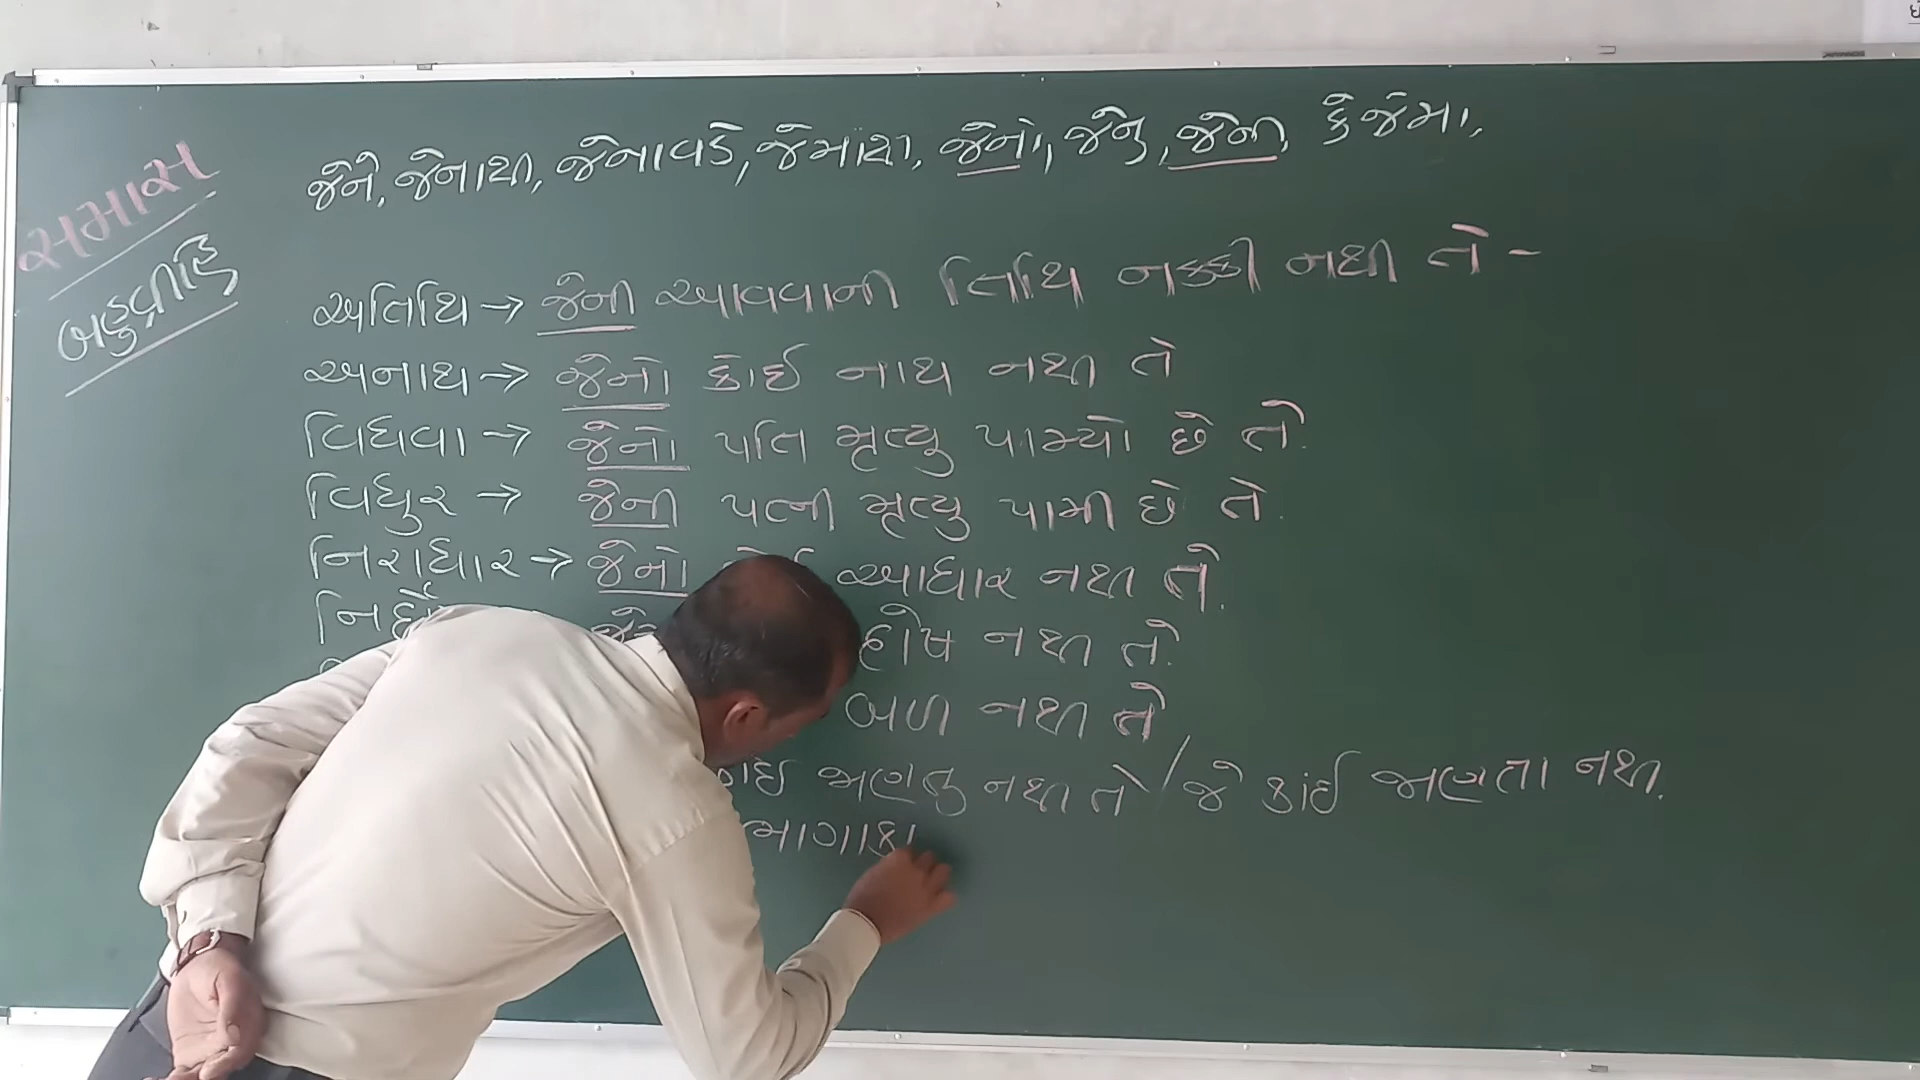 સમાસ
બહુવ્રીહિ
જેને, જેનાથી, જેનાવડે, જેમાંથી, જેનો, જેનુ, જેની, કે જેમાં,
અતિથિ → જેની આવવાની તિથિ નક્કી નથી તે -
અનાથ → જેનો કોઈ નાથ નથી તે
વિધવા → જેનો પતિ મૃત્યુ પામ્યો છે તે.
વિધુર → જેની પત્ની મૃત્યુ પામી છે તે.
નિરાધાર → જેનો આધાર નથી તે.
દોષ નથી તે.
બળ નથી તે
જાણતુ નથી તે / જે કાંઈ જાણતા નથી.